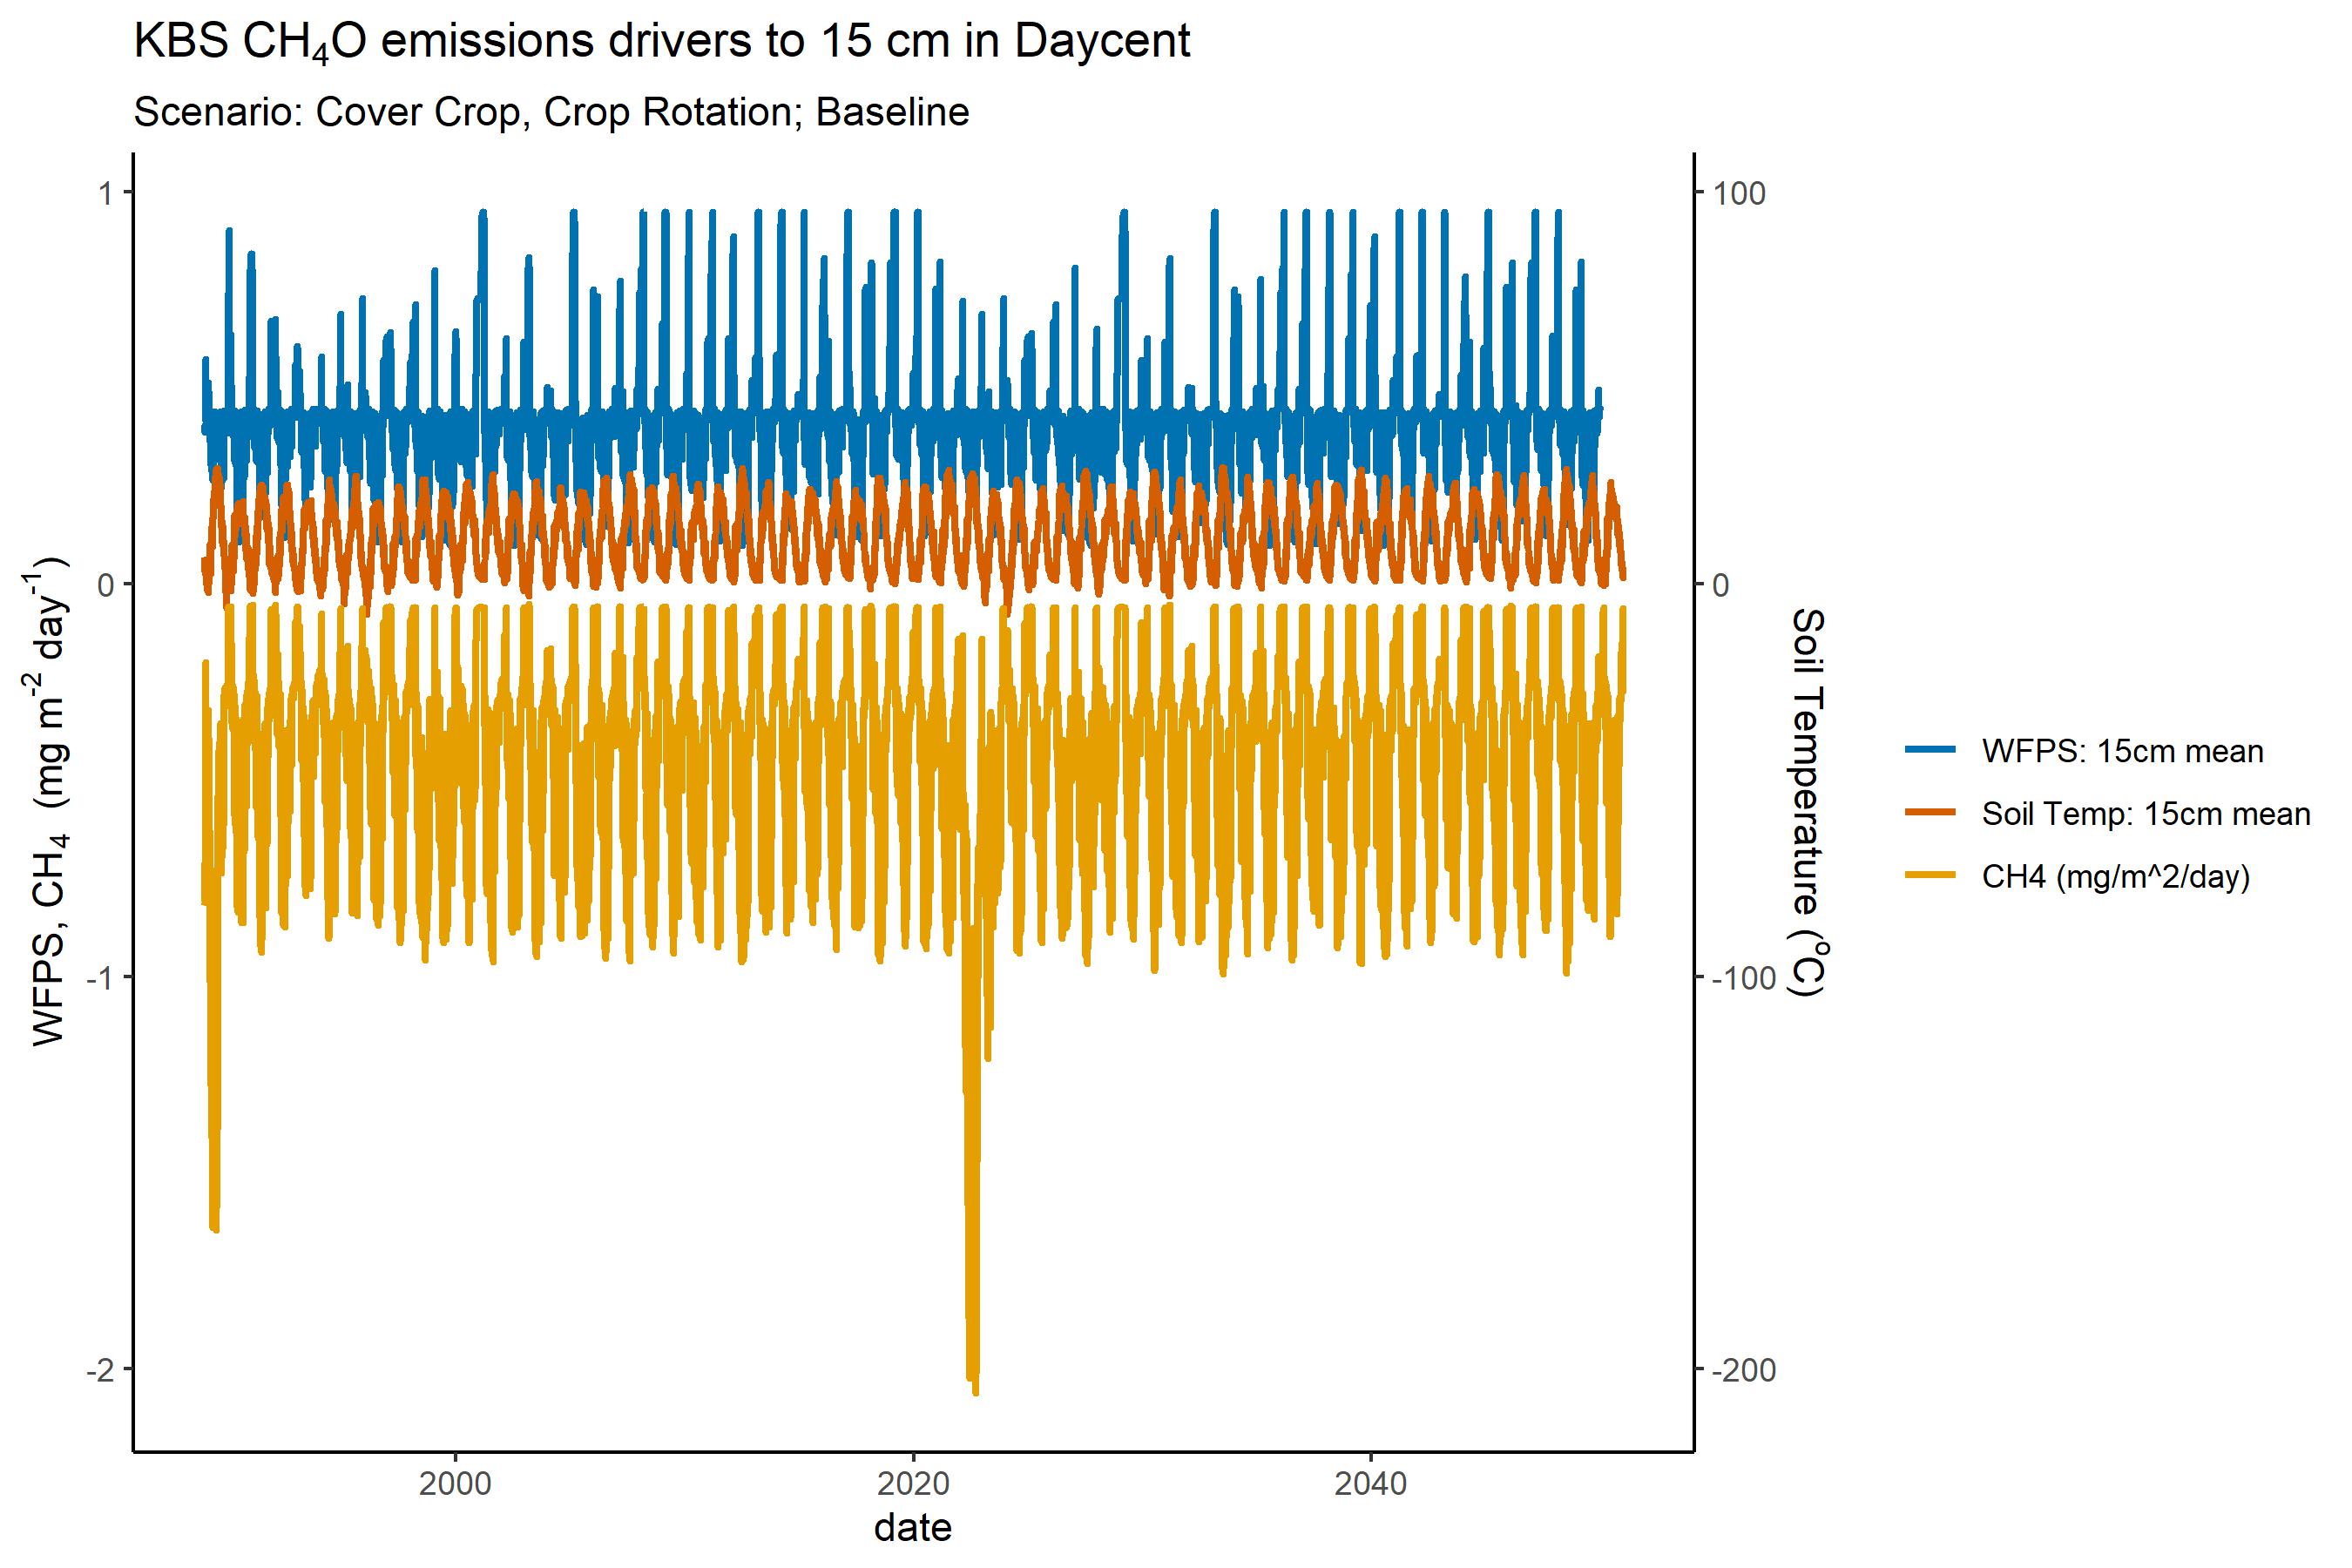 KBS CH₄O emissions drivers to 15 cm in Daycent
Scenario: Cover Crop, Crop Rotation; Baseline
WFPS, CH₄ (mg m⁻² day⁻¹)
1
0
-1
-2
100
0
-100
-200
Soil Temperature (°C)
2000
2020
2040
date
WFPS: 15cm mean
Soil Temp: 15cm mean
CH4 (mg/m^2/day)